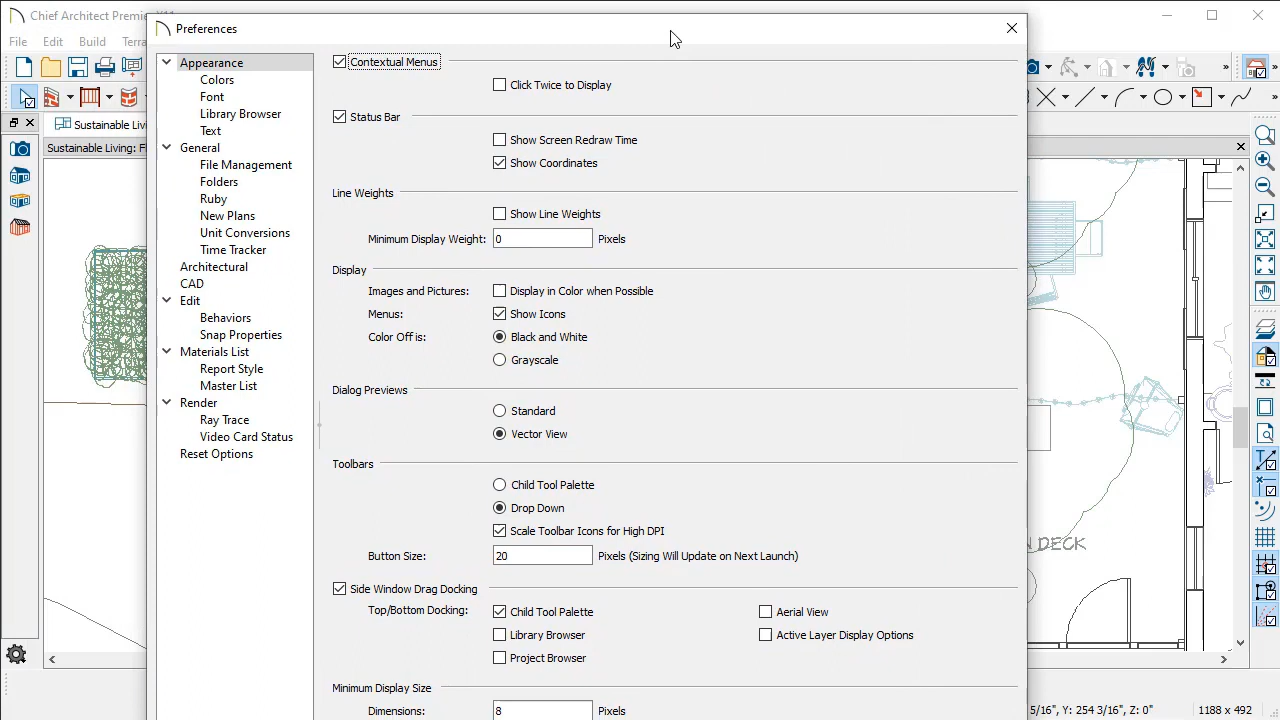 Chief Architect Premier X11
Preferences
File
Edit
Build
Terra
Appearance
Colors
Font
Library Browser
Text
General
File Management
Folders
Ruby
New Plans
Unit Conversions
Time Tracker
Architectural
CAD
Edit
Behaviors
Snap Properties
Materials List
Report Style
Master List
Render
Ray Trace
Video Card Status
Reset Options
Contextual Menus
Click Twice to Display
Status Bar
Show Screen Redraw Time
Show Coordinates
Line Weights
Show Line Weights
Minimum Display Weight: 0 Pixels
Display
Images and Pictures: Display in Color when Possible
Menus: Show Icons
Color Off is: Black and White
Grayscale
Dialog Previews
Standard
Vector View
Toolbars
Child Tool Palette
Drop Down
Scale Toolbar Icons for High DPI
Button Size: 20 Pixels (Sizing Will Update on Next Launch)
Side Window Drag Docking
Top/Bottom Docking: Child Tool Palette Aerial View
Library Browser Active Layer Display Options
Project Browser
Minimum Display Size
Dimensions: 8 Pixels
Sustainable Livi
Sustainable Living: F
N DECK
5/16", Y: 254 3/16", Z: 0" 1188 x 492